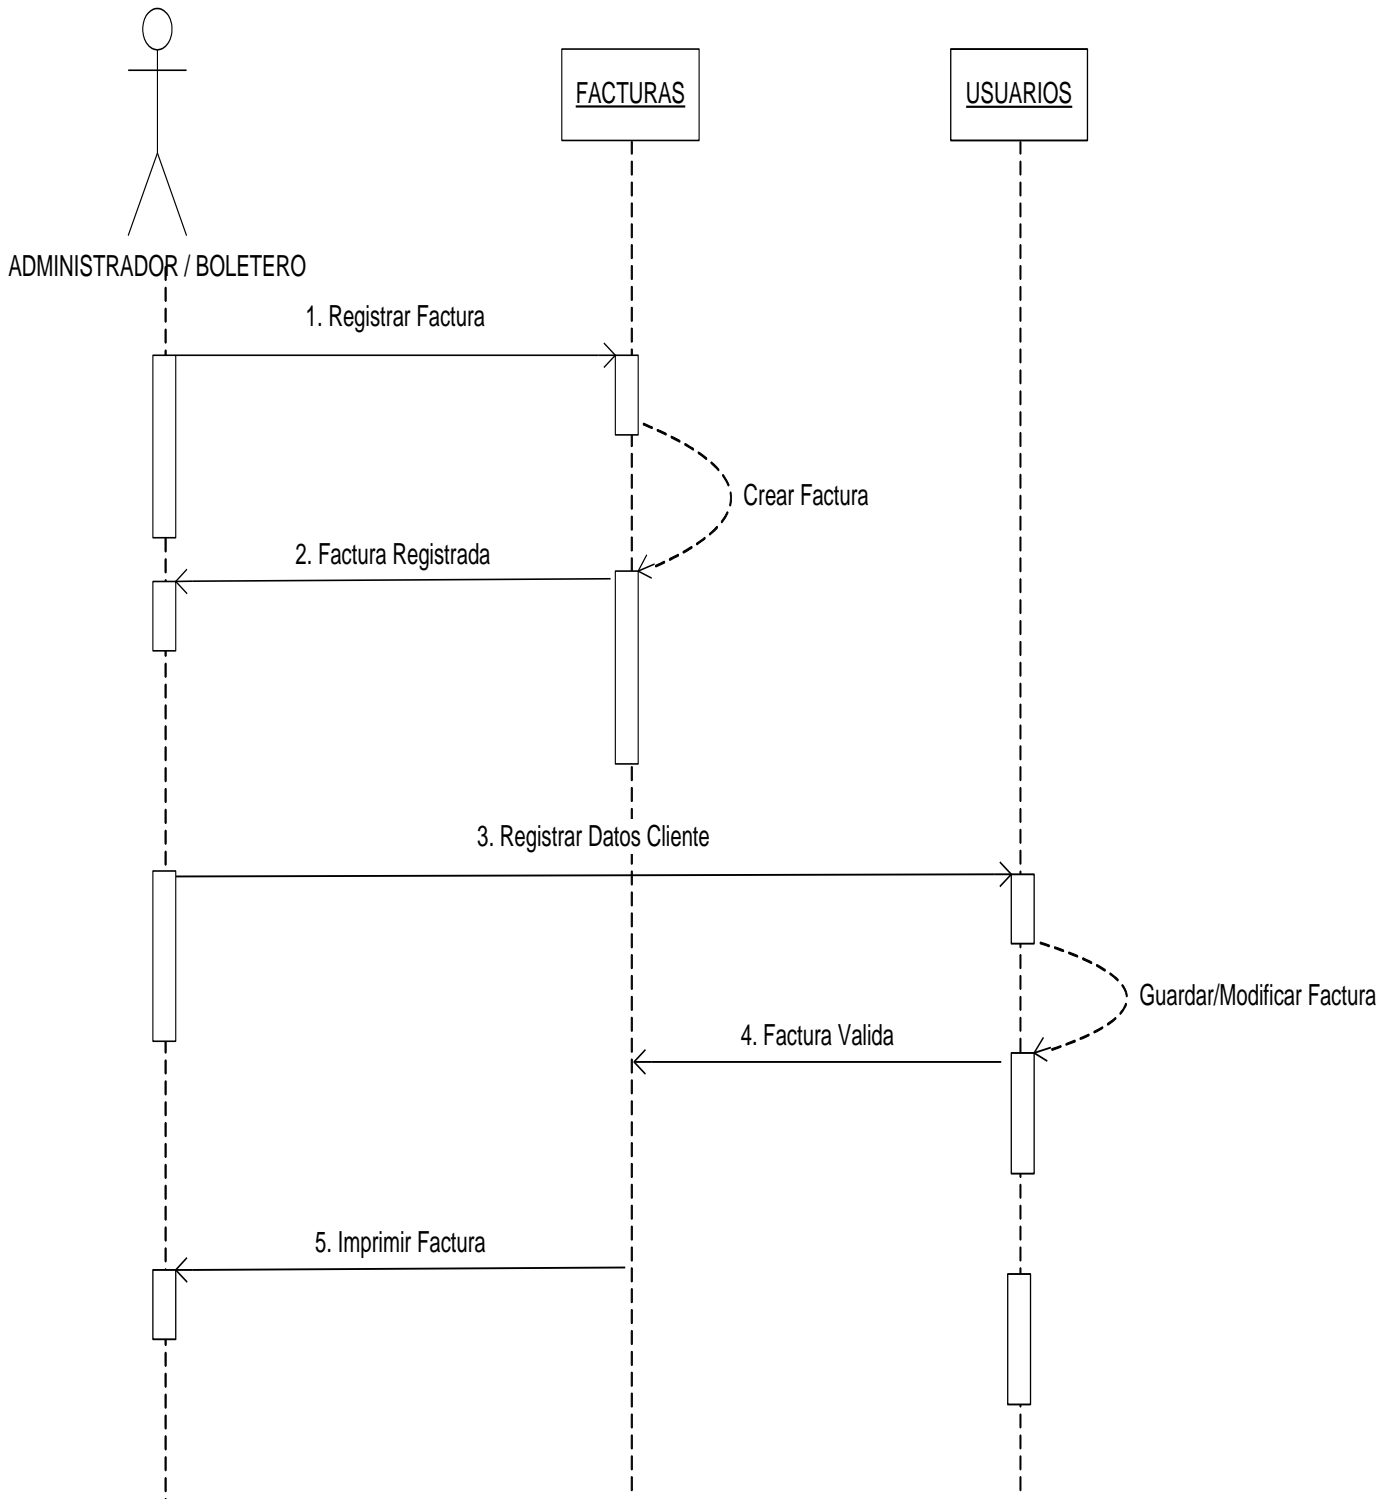 FACTURAS
USUARIOS
ADMINISTRADOR / BOLETERO
1. Registrar Factura
Crear Factura
2. Factura Registrada
3. Registrar Datos Cliente
Guardar/Modificar Factura
4. Factura Valida
5. Imprimir Factura